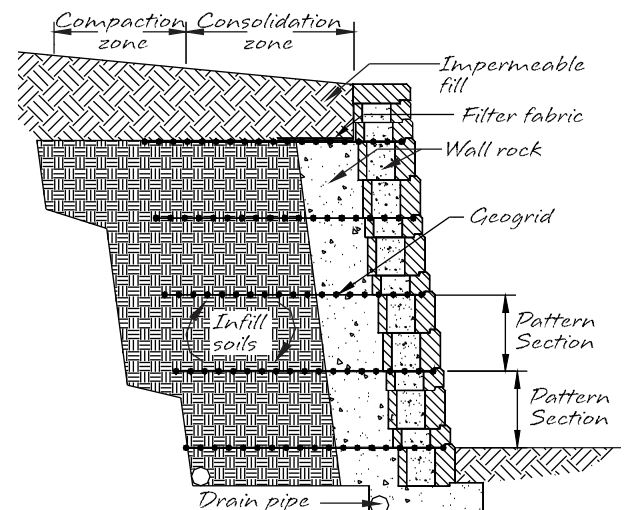 Compaction
zone
Consolidation
zone
Impermeable
fill
Filter fabric
Wall rock
Geogrid
Infill
soils
Pattern
Section
Pattern
Section
Drain pipe